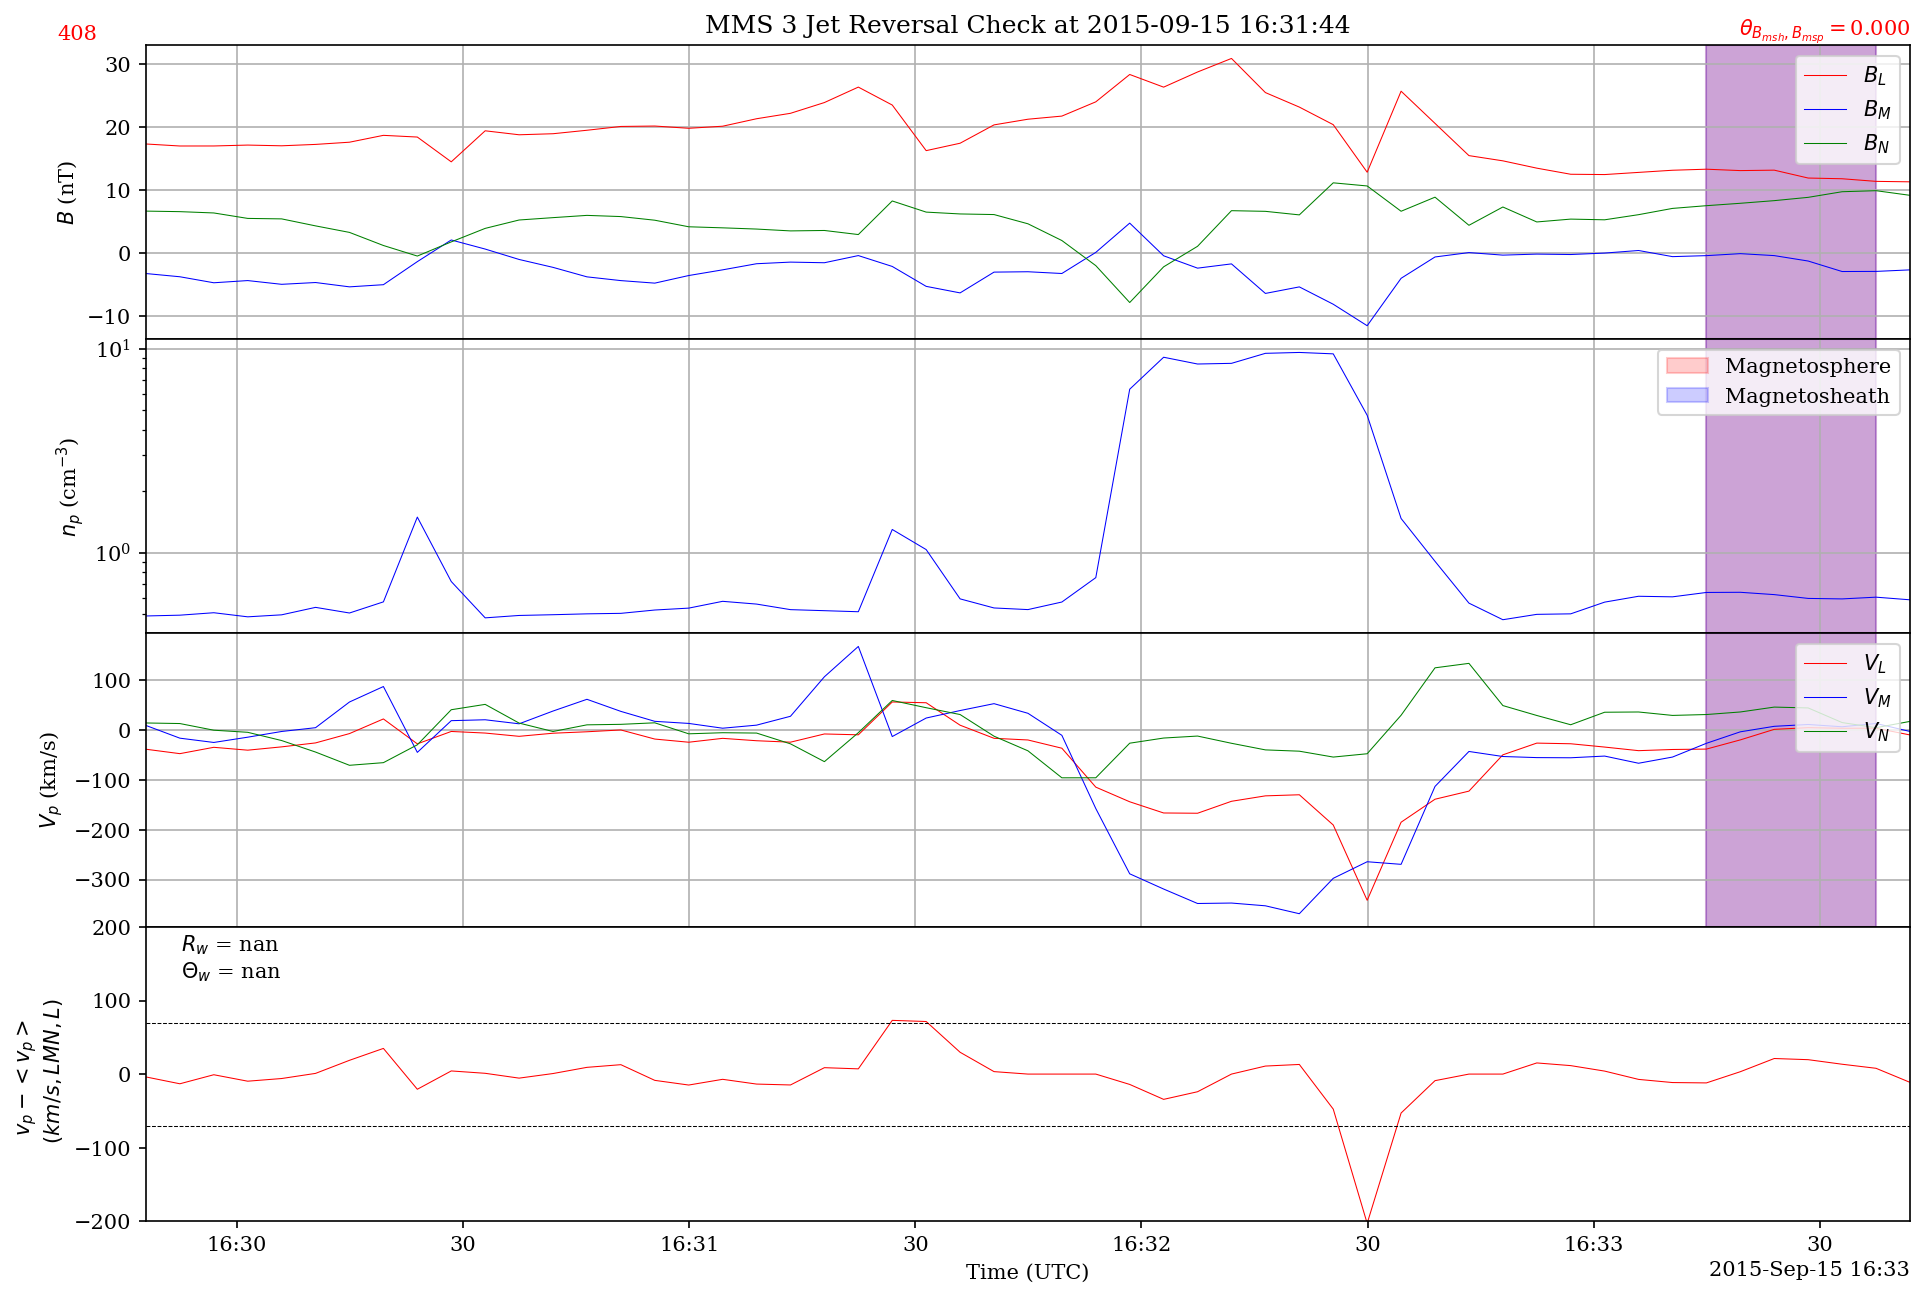 408
MMS 3 Jet Reversal Check at 2015-09-15 16:31:44
θ_{B_{msh}, B_{msp}} = 0.000
30
20
10
0
−10
B (nT)
B_L
B_M
B_N
10^1
10^0
n_p (cm^{−3})
Magnetosphere
Magnetosheath
100
0
−100
−200
−300
V_p (km/s)
V_L
V_M
V_N
200
100
0
−100
−200
v_p − < v_p >
(km/s, LMN, L)
R_w = nan
Θ_w = nan
16:30
30
16:31
30
16:32
30
16:33
30
Time (UTC)
2015-Sep-15 16:33